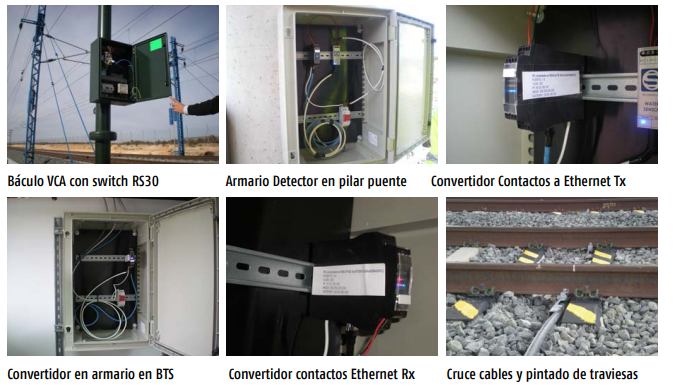 Báculo VCA con switch RS30
Armario Detector en pilar puente
Convertidor Contactos a Ethernet Tx
WATER
Convertidor en armario en BTS
Convertidor contactos Ethernet Rx
Cruce cables y pintado de traviesas